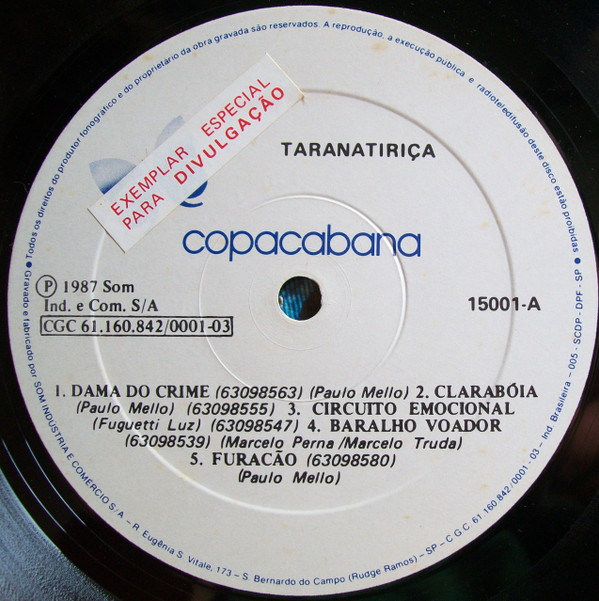 ● Todos os direitos do produtor fonográfico e do proprietário da obra gravada são reservados. A reprodução, a execução pública e radioteledifusão deste disco estão proibidas ●
EXEMPLAR ESPECIAL
PARA DIVULGAÇÃO
TARANATIRIÇA
copacabana
Ⓟ 1987 Som
Ind. e Com. S/A
CGC 61.160.842/0001-03
15001-A
1. DAMA DO CRIME (63098563) (Paulo Mello) 2. CLARABÓIA
(Paulo Mello) (63098555) 3. CIRCUITO EMOCIONAL
(Fuguetti Luz) (63098547) 4. BARALHO VOADOR
(63098539) (Marcelo Perna/Marcelo Truda)
5. FURACÃO (63098580)
(Paulo Mello)
● Gravado e fabricado por SOM INDUSTRIA E COMERCIO S/A – R. Eugênia S. Vitale, 173 – S. Bernardo do Campo (Rudge Ramos) – SP – C G C 61 160 842/0001 - 03 – Ind Brasileira – 005 - SCDP - DPF - SP ●